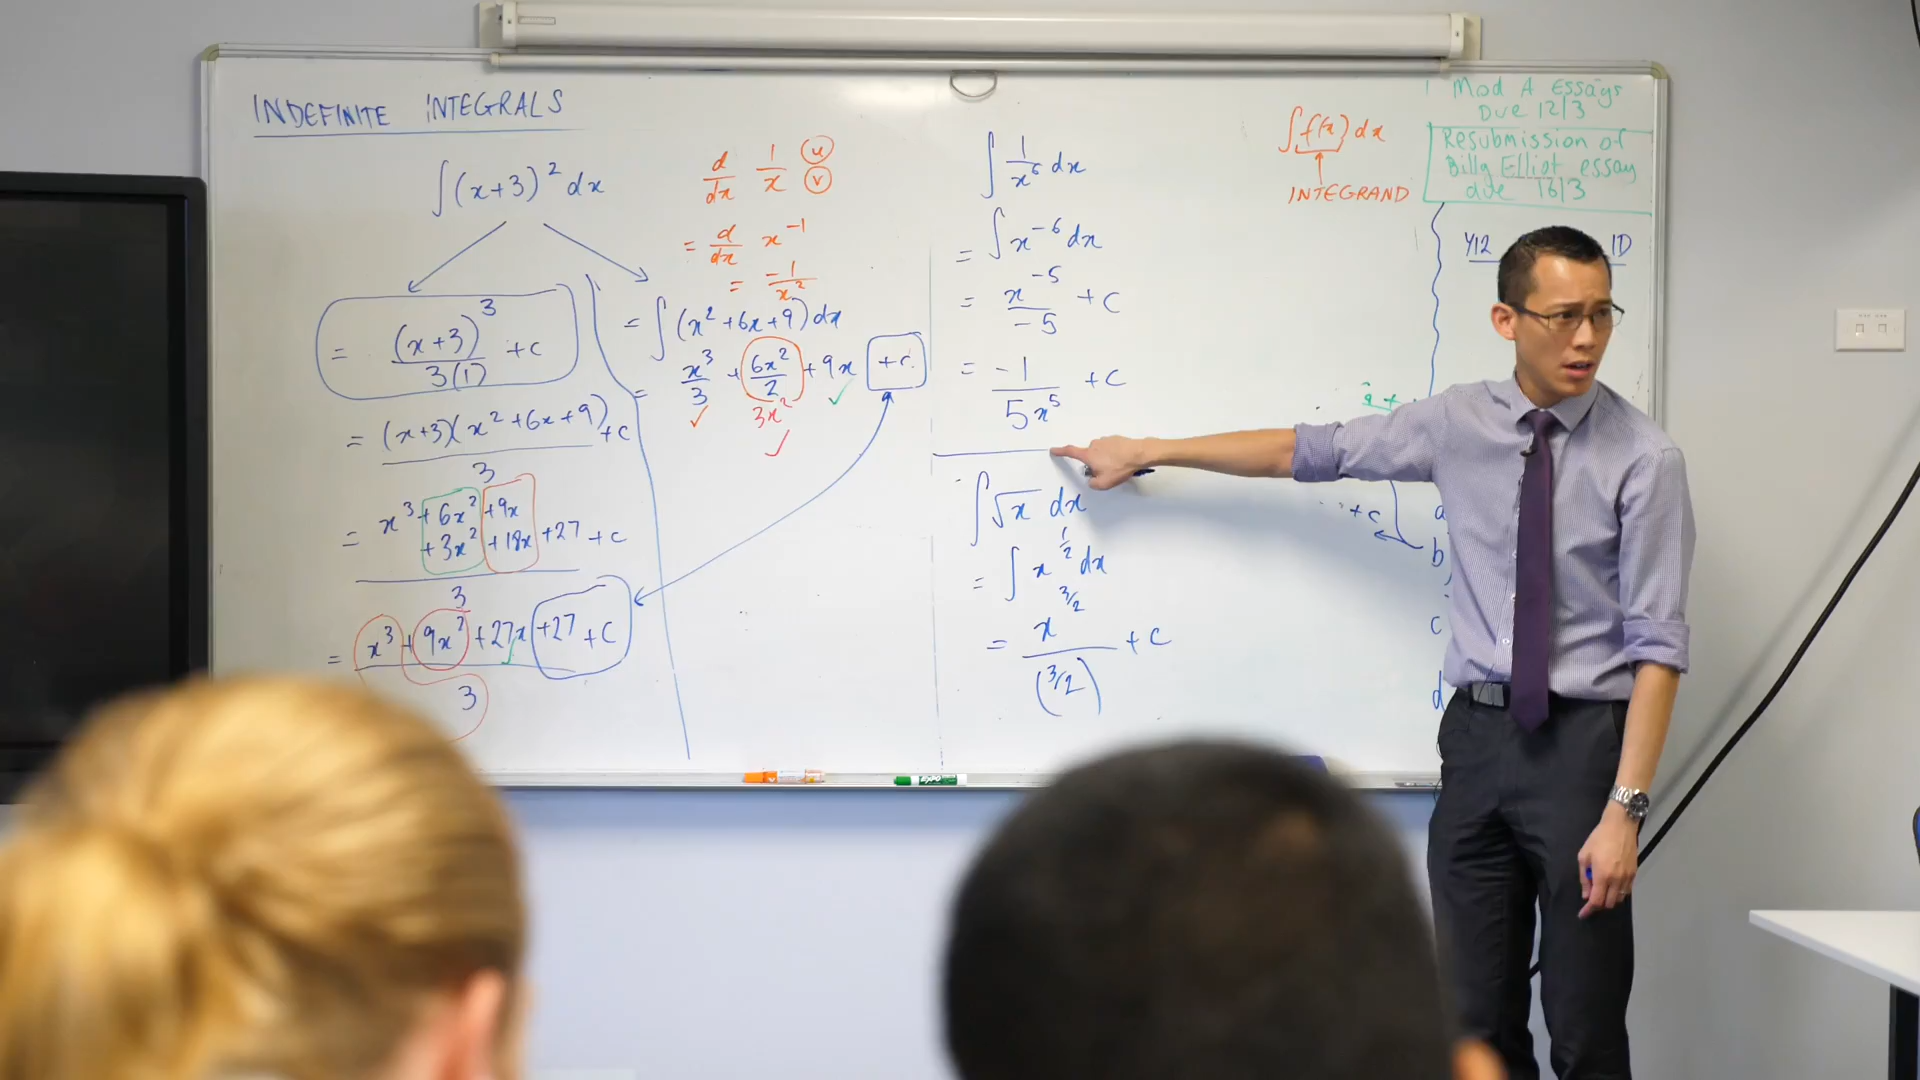 INDEFINITE INTEGRALS
∫(x+3)² dx
= (x+3)³ / 3(1) + c
= (x+3)(x²+6x+9) / 3 + c
= x³ + 6x² + 9x
+ 3x² + 18x + 27 + c
/ 3
= x³ + 9x² + 27x + 27 + C
/ 3
d/dx 1/x (u) (v)
= d/dx x⁻¹
= -1/x²
= ∫(x²+6x+9) dx
= x³/3 + 6x²/2 + 9x + c
✓ 3x² ✓
✓
∫ 1/x⁶ dx
= ∫ x⁻⁶ dx
= x⁻⁵/-5 + C
= -1/5x⁵ + C
∫ √x dx
= ∫ x^½ dx
= x^3/2 / (3/2) + C
∫ f(x) dx
INTEGRAND
Mod A Essays
Due 12/3
Resubmission of
Billy Elliot essay
due 16/3
Y12 1D
+c
a
b)
c
d
EXPO